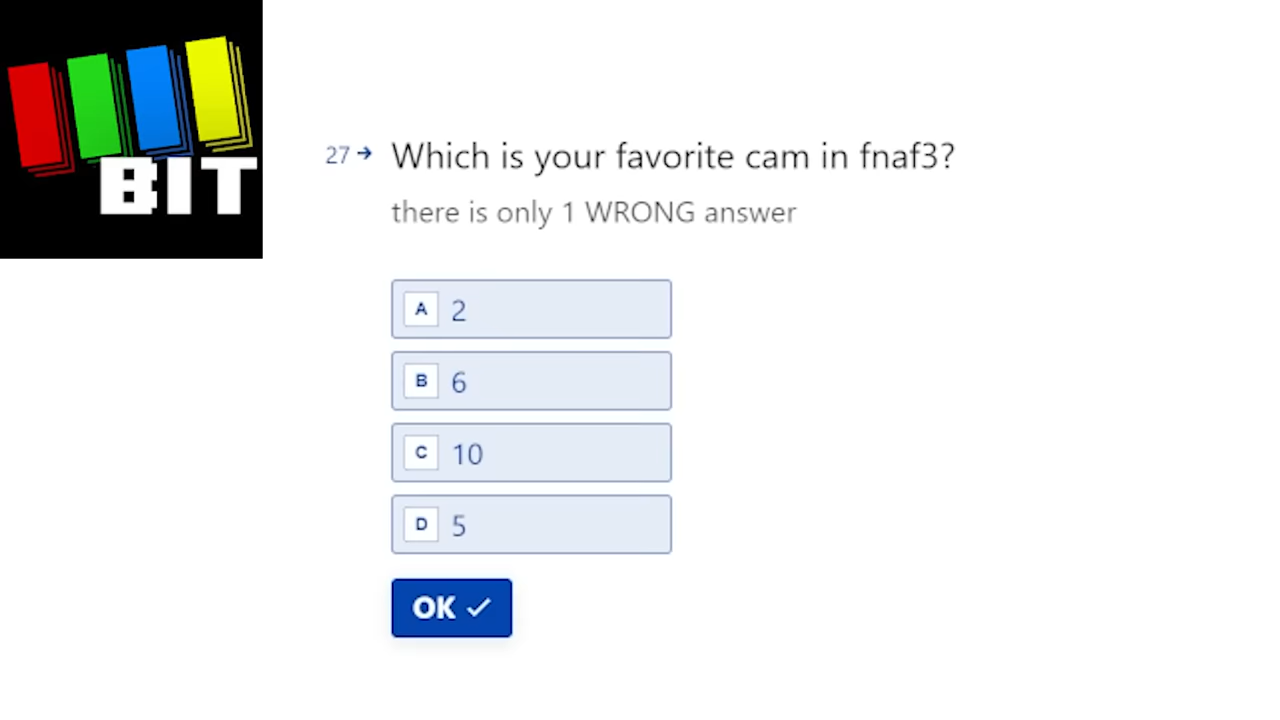 BIT
27 → Which is your favorite cam in fnaf3?
there is only 1 WRONG answer
A 2
B 6
C 10
D 5
OK ✓